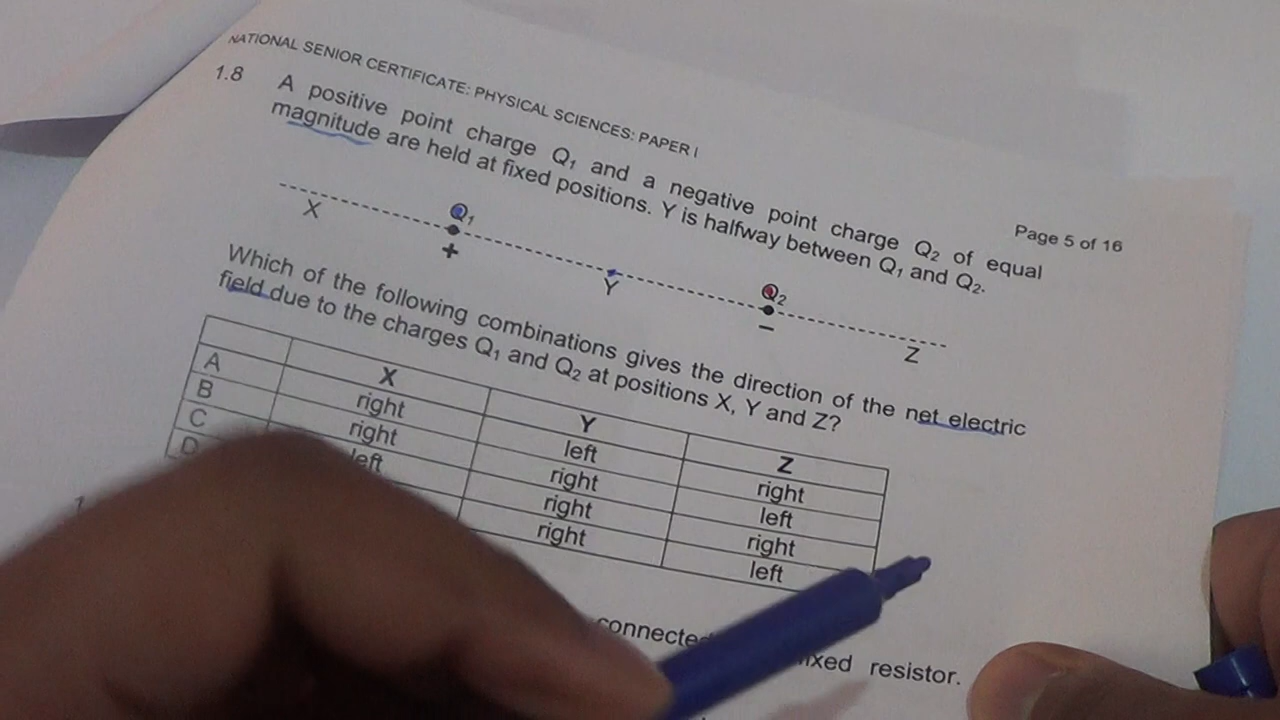 NATIONAL SENIOR CERTIFICATE: PHYSICAL SCIENCES: PAPER I
Page 5 of 16
1.8 A positive point charge Q₁ and a negative point charge Q₂ of equal
magnitude are held at fixed positions. Y is halfway between Q₁ and Q₂.
X Q₁ + Y Q₂ − Z
Which of the following combinations gives the direction of the net electric
field due to the charges Q₁ and Q₂ at positions X, Y and Z?
X Y Z
A right left right
B right right left
C left right right
D right left
connected fixed resistor.